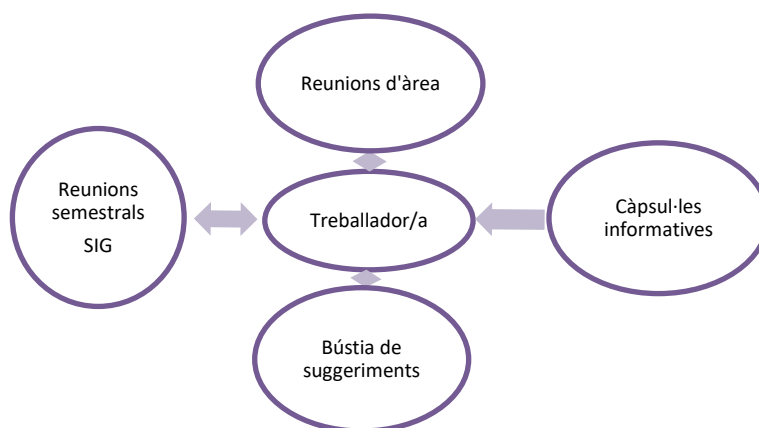 Reunions d'àrea
Reunions
semestrals
SIG
Treballador/a
Càpsul·les
informatives
Bústia de
suggeriments